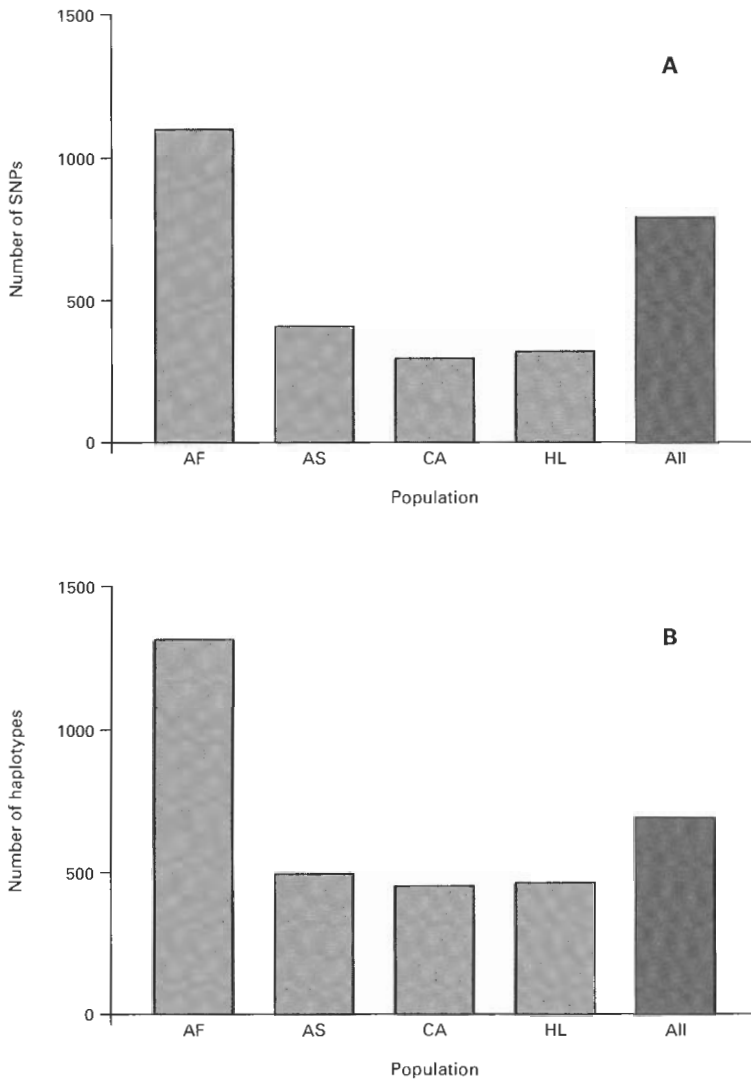 1500
A
1000
Number of SNPs
500
0
AF AS CA HL All
Population
1500
B
1000
Number of haplotypes
500
0
AF AS CA HL All
Population